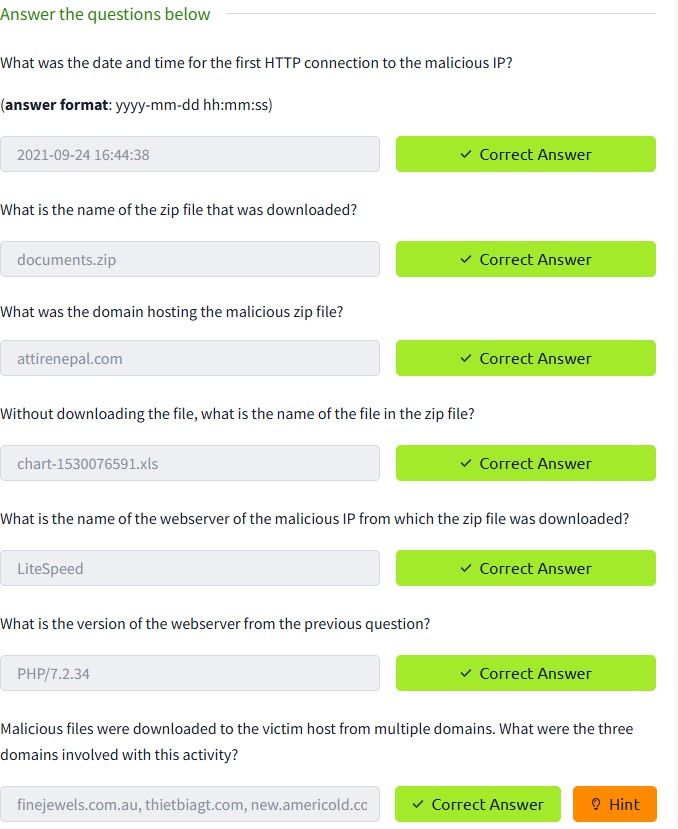 Answer the questions below
What was the date and time for the first HTTP connection to the malicious IP?
(answer format: yyyy-mm-dd hh:mm:ss)
2021-09-24 16:44:38
✓ Correct Answer
What is the name of the zip file that was downloaded?
documents.zip
✓ Correct Answer
What was the domain hosting the malicious zip file?
attirenepal.com
✓ Correct Answer
Without downloading the file, what is the name of the file in the zip file?
chart-1530076591.xls
✓ Correct Answer
What is the name of the webserver of the malicious IP from which the zip file was downloaded?
LiteSpeed
✓ Correct Answer
What is the version of the webserver from the previous question?
PHP/7.2.34
✓ Correct Answer
Malicious files were downloaded to the victim host from multiple domains. What were the three
domains involved with this activity?
finejewels.com.au, thietbiagt.com, new.americold.cc
✓ Correct Answer
Hint